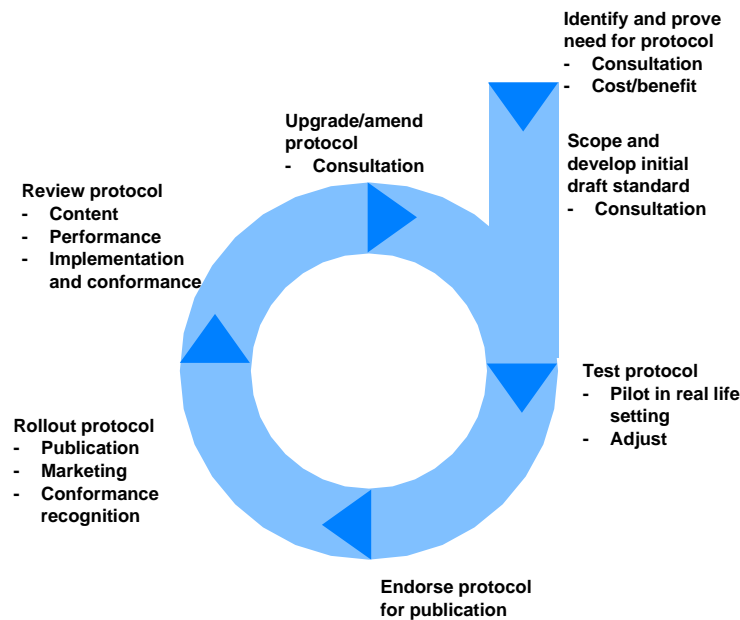 Identify and prove
need for protocol
- Consultation
- Cost/benefit
Scope and
develop initial
draft standard
- Consultation
Test protocol
- Pilot in real life
setting
- Adjust
Endorse protocol
for publication
Rollout protocol
- Publication
- Marketing
- Conformance
recognition
Review protocol
- Content
- Performance
- Implementation
and conformance
Upgrade/amend
protocol
- Consultation